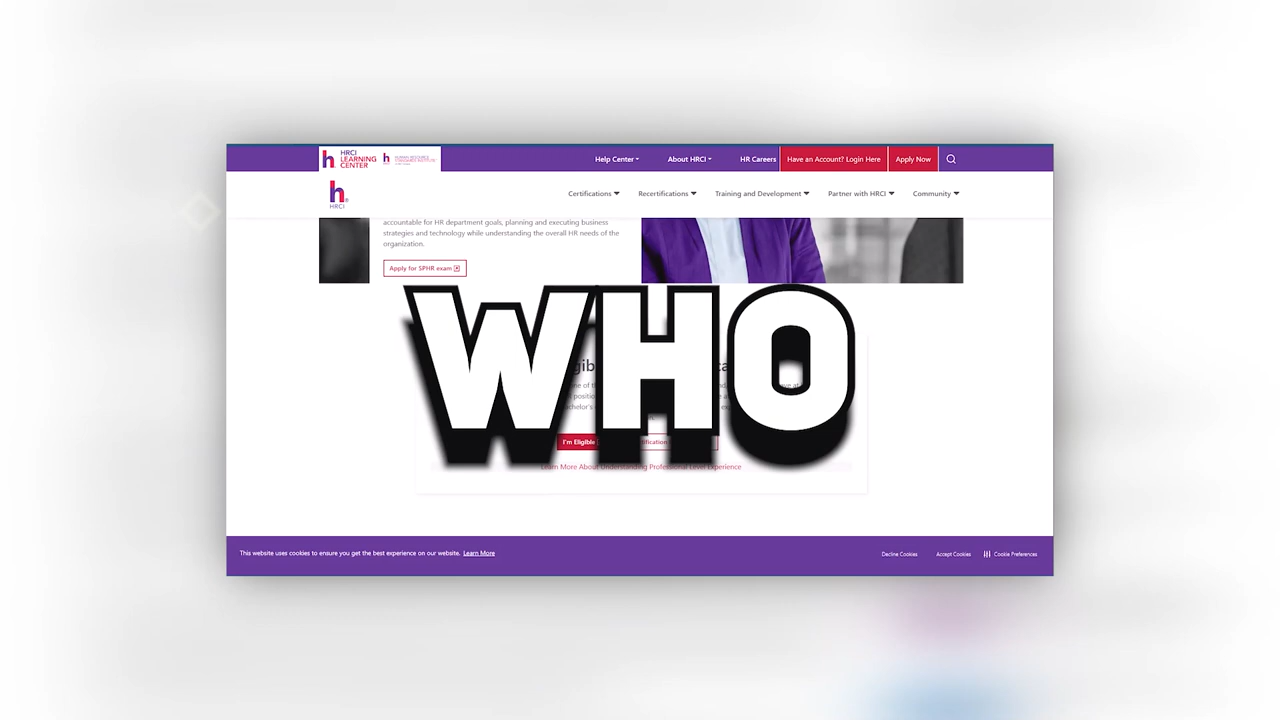 HRCI
LEARNING
CENTER
Help Center
About HRCI
HR Careers
Have an Account? Login Here
Apply Now
HRCI
Certifications
Recertifications
Training and Development
Partner with HRCI
Community
accountable for HR department goals, planning and executing business
strategies and technology while understanding the overall HR needs of the
organization.
Apply for SPHR exam
WHO
I'm Eligible
Learn More About Understanding Professional Level Experience
This website uses cookies to ensure you get the best experience on our website. Learn More
Decline Cookies
Accept Cookies
Cookie Preferences